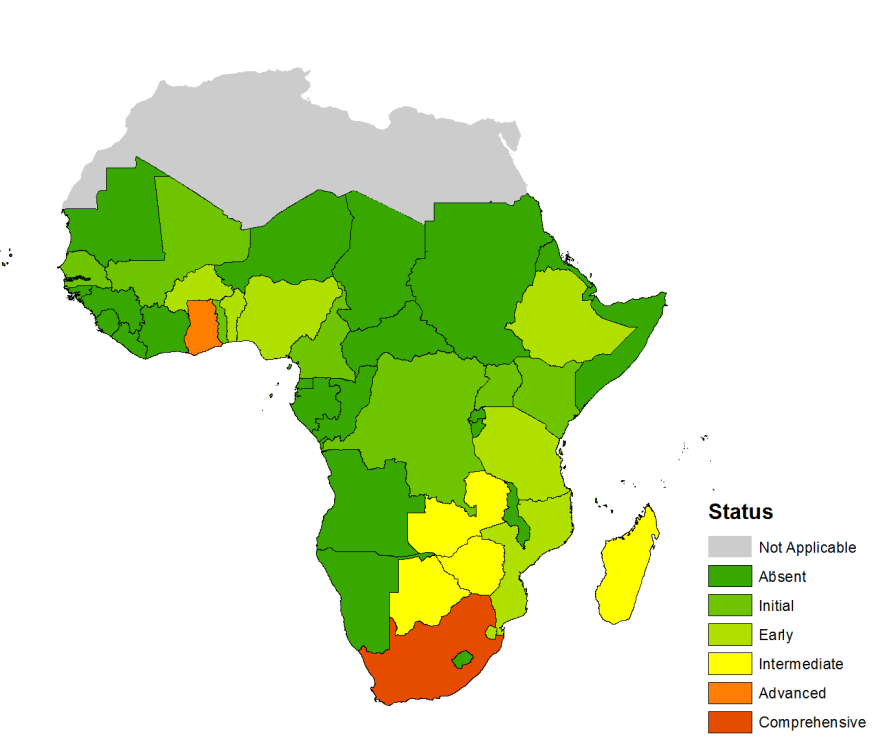 Status
Not Applicable
Absent
Initial
Early
Intermediate
Advanced
Comprehensive